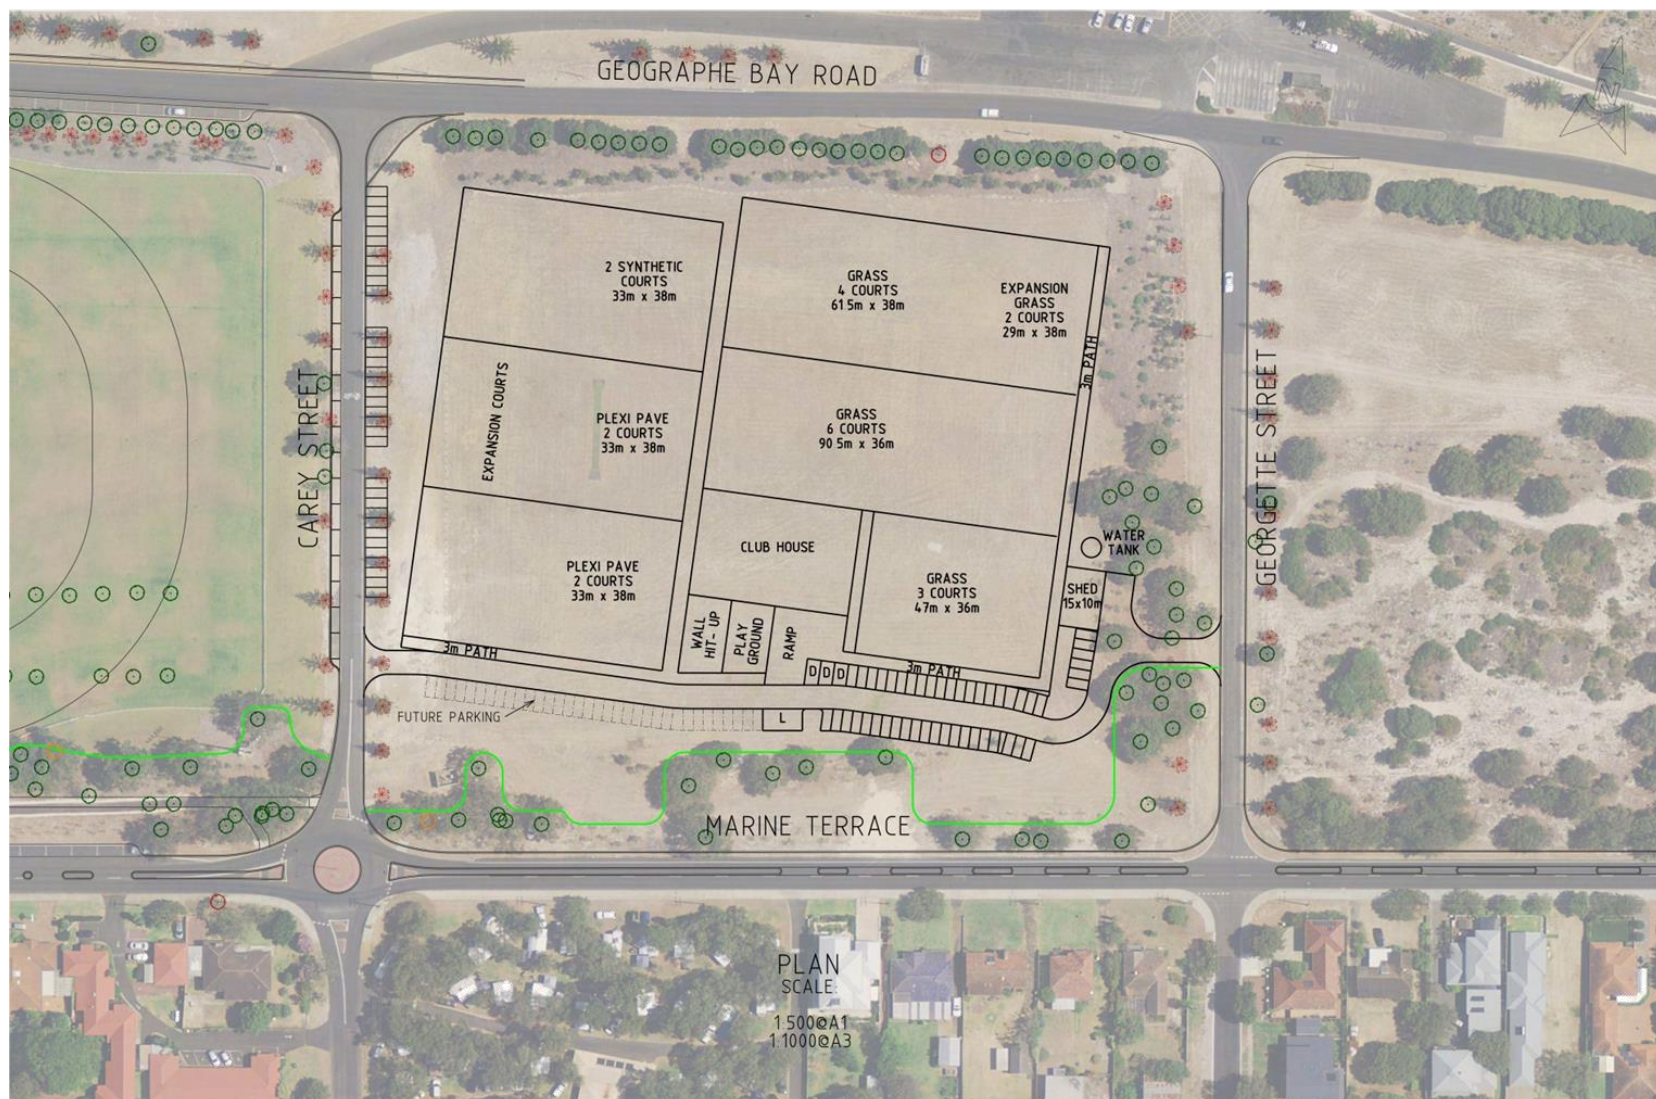 GEOGRAPHE BAY ROAD
N
2 SYNTHETIC
COURTS
33m x 38m
GRASS
4 COURTS
61.5m x 38m
EXPANSION
GRASS
2 COURTS
29m x 38m
3m PATH
CAREY STREET
EXPANSION COURTS
PLEXI PAVE
2 COURTS
33m x 38m
GRASS
6 COURTS
90.5m x 36m
GEORGETTE STREET
CLUB HOUSE
WATER
TANK
PLEXI PAVE
2 COURTS
33m x 38m
GRASS
3 COURTS
47m x 36m
SHED
15x10m
WALL
HIT- UP
PLAY
GROUND
RAMP
3m PATH
D D D
3m PATH
FUTURE PARKING
L
MARINE TERRACE
PLAN
SCALE:
1:500@A1
1:1000@A3